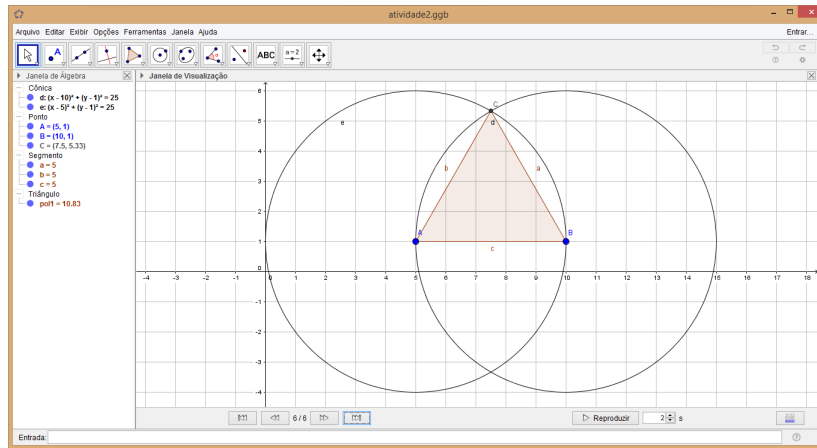 atividade2.ggb
Arquivo Editar Exibir Opções Ferramentas Janela Ajuda
Entrar...
A
ABC
a = 2
Janela de Álgebra
Janela de Visualização
Cônica
d: (x - 10)² + (y - 1)² = 25
e: (x - 5)² + (y - 1)² = 25
Ponto
A = (5, 1)
B = (10, 1)
C = (7.5, 5.33)
Segmento
a = 5
b = 5
c = 5
Triângulo
pol1 = 10.83
6
5
4
3
2
1
0
-1
-2
-3
-4
-4 -3 -2 -1 0 1 2 3 4 5 6 7 8 9 10 11 12 13 14 15 16 17 18
C
d
e
b
a
A
B
c
6 / 6
Reproduzir
2 s
Entrada: